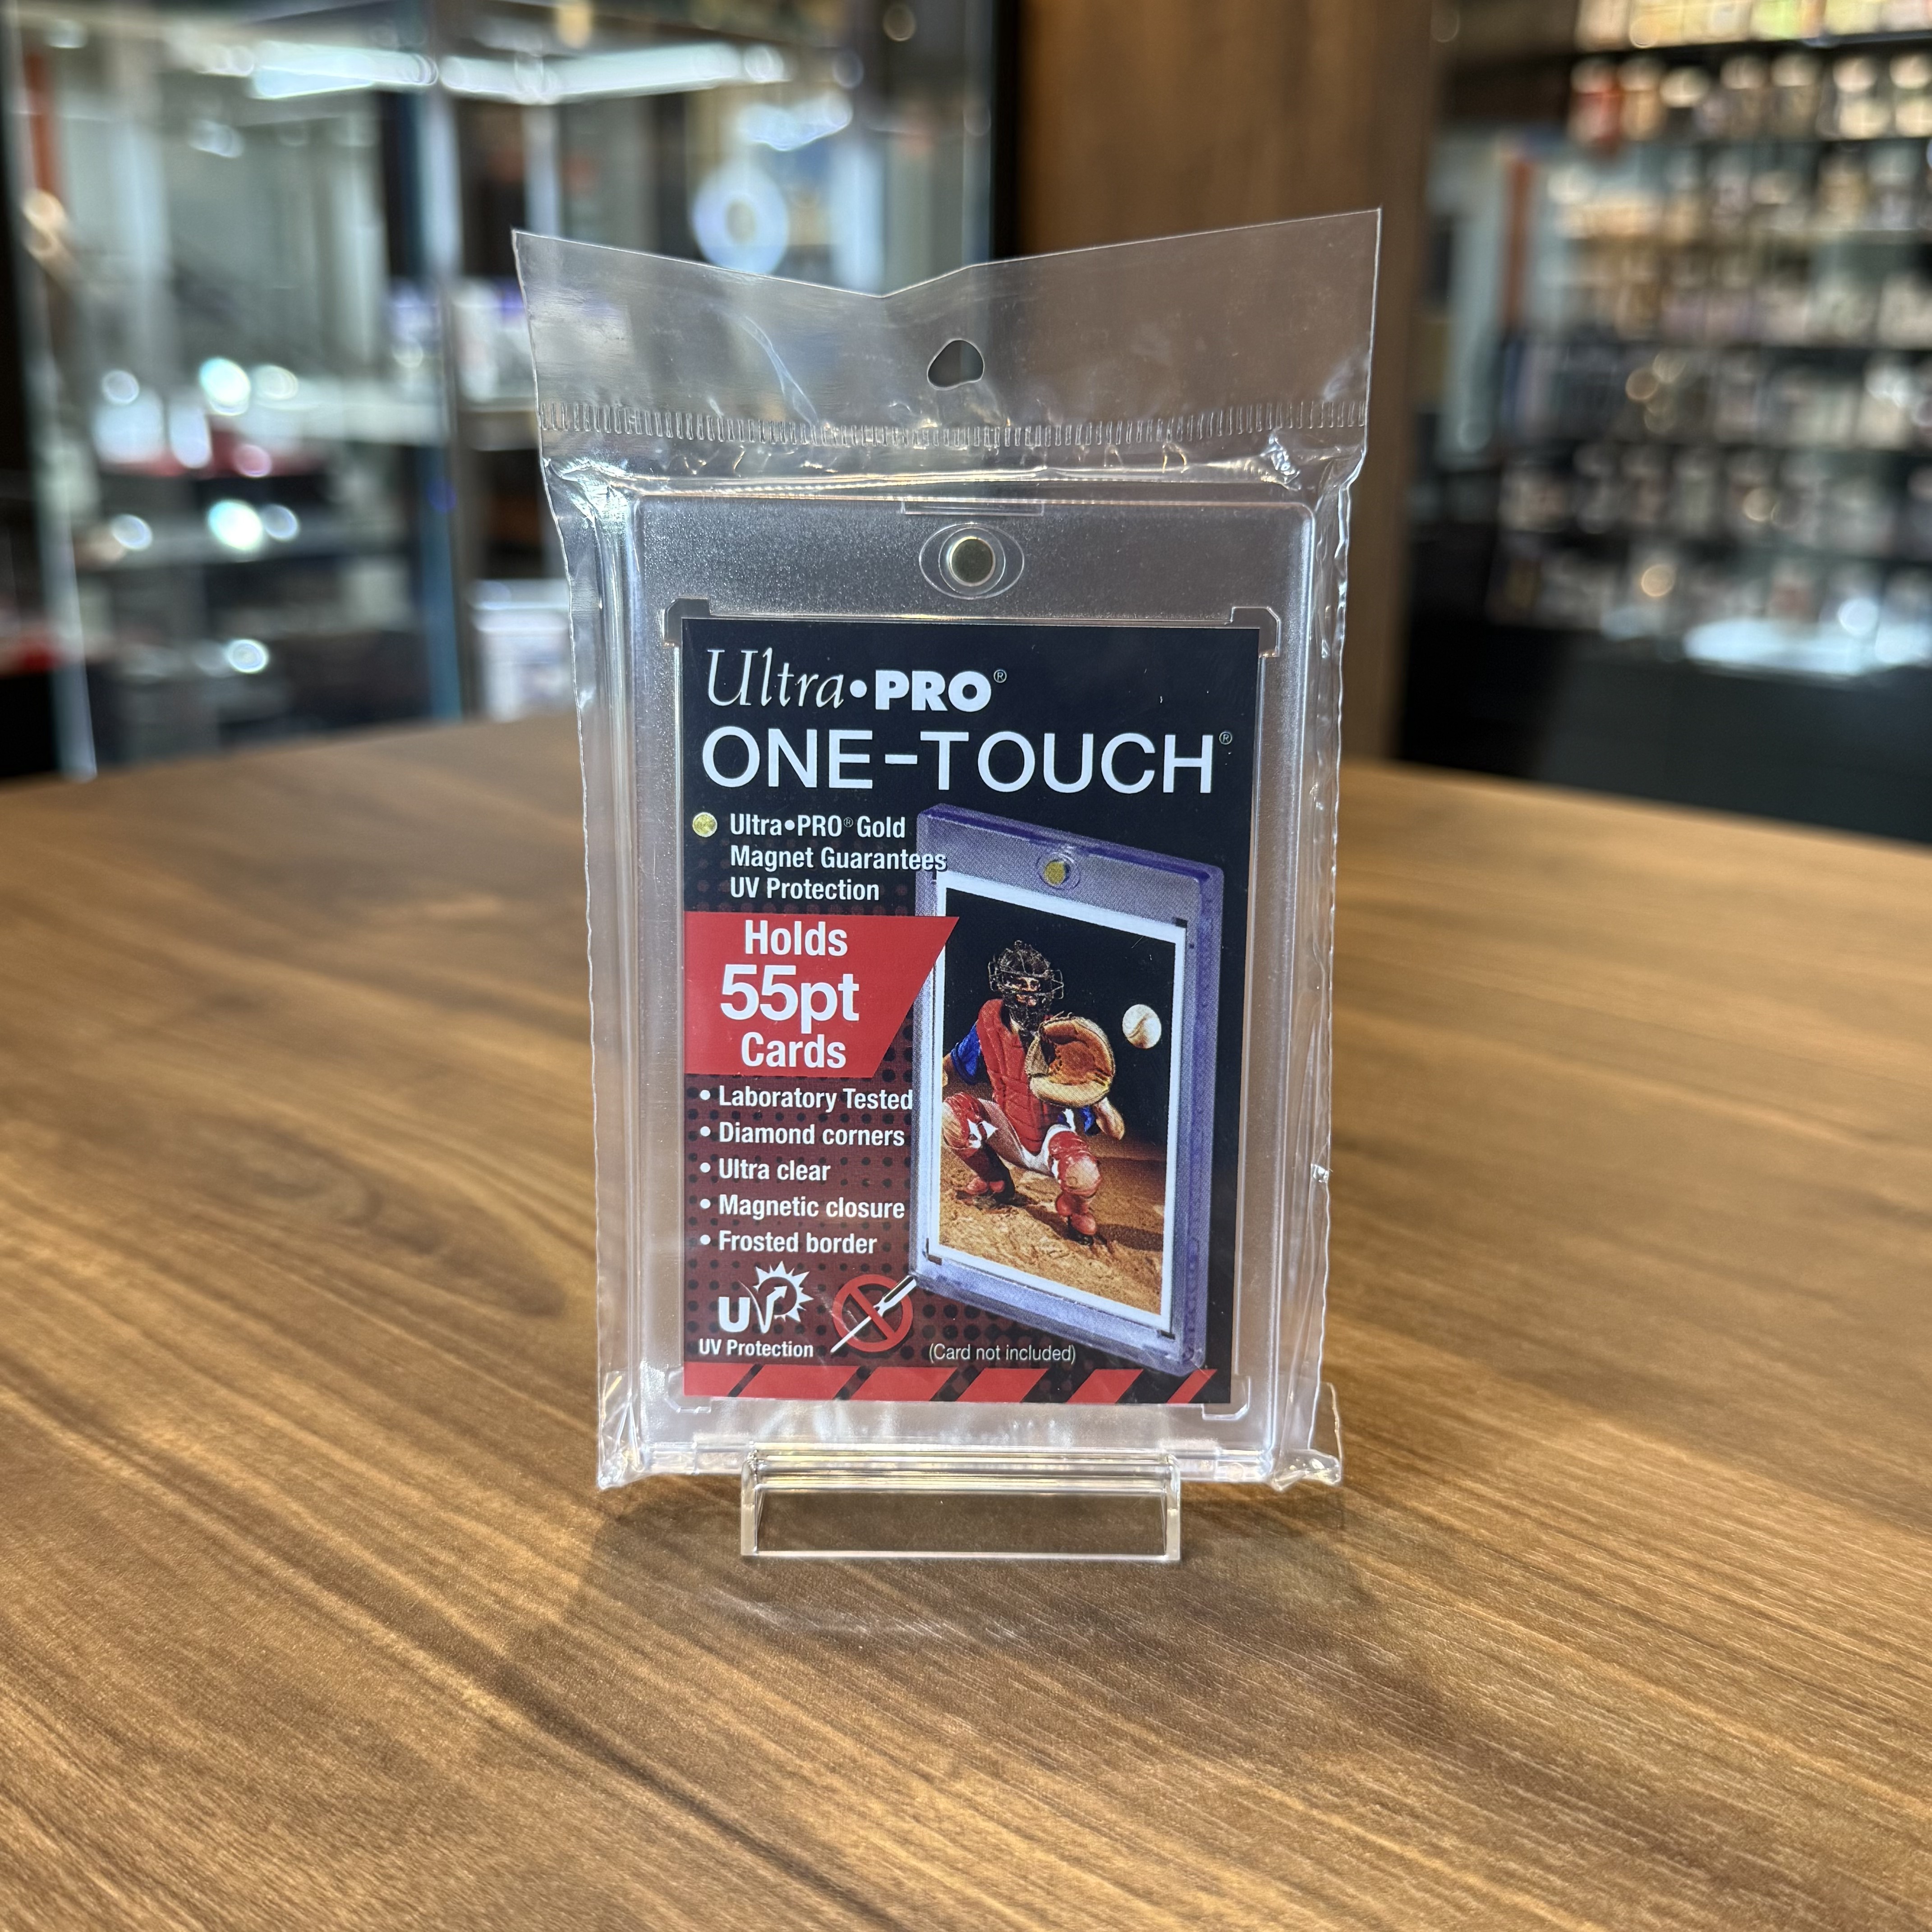 Ultra•PRO®
ONE-TOUCH®
Ultra•PRO® Gold
Magnet Guarantees
UV Protection
Holds
55pt
Cards
• Laboratory Tested
• Diamond corners
• Ultra clear
• Magnetic closure
• Frosted border
UV
UV Protection
(Card not included)